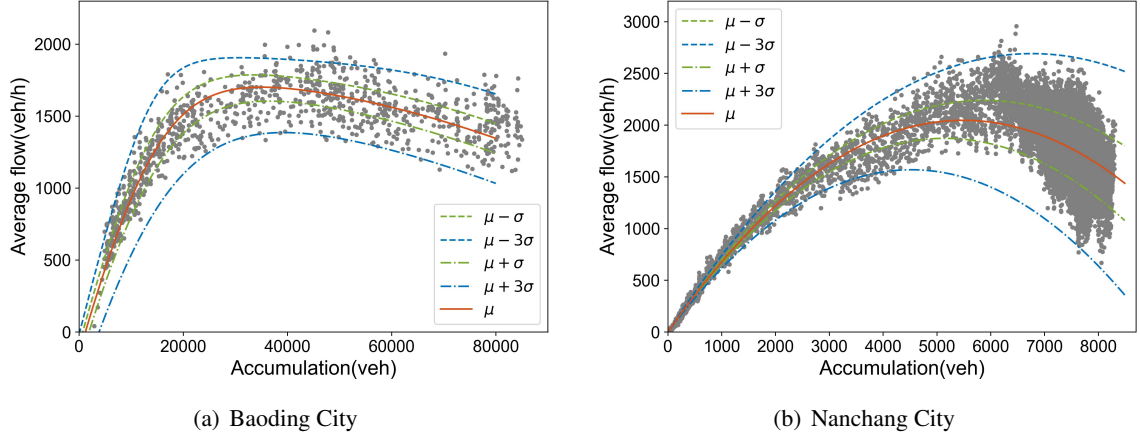 2000
1500
1000
500
0
Average flow(veh/h)
0
20000
40000
60000
80000
Accumulation(veh)
μ − σ
μ − 3σ
μ + σ
μ + 3σ
μ
(a) Baoding City
3000
2500
2000
1500
1000
500
0
Average flow(veh/h)
0
1000
2000
3000
4000
5000
6000
7000
8000
Accumulation(veh)
μ − σ
μ − 3σ
μ + σ
μ + 3σ
μ
(b) Nanchang City